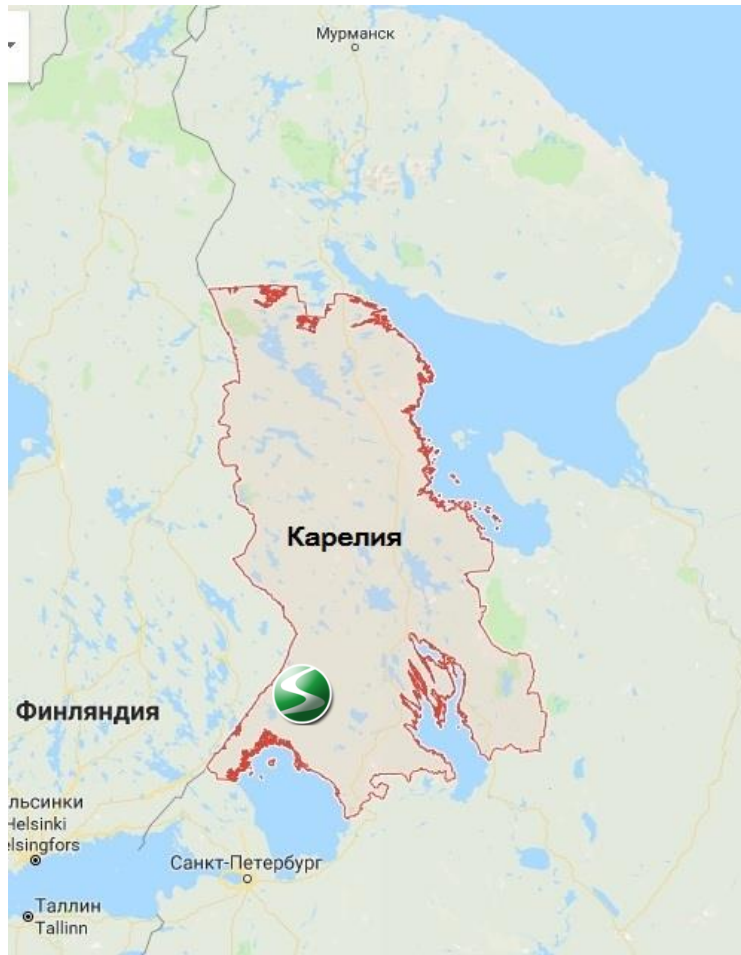 Мурманск
Карелия
Финляндия
льсинки
Helsinki
elsingfors
Санкт-Петербург
Таллин
Tallinn